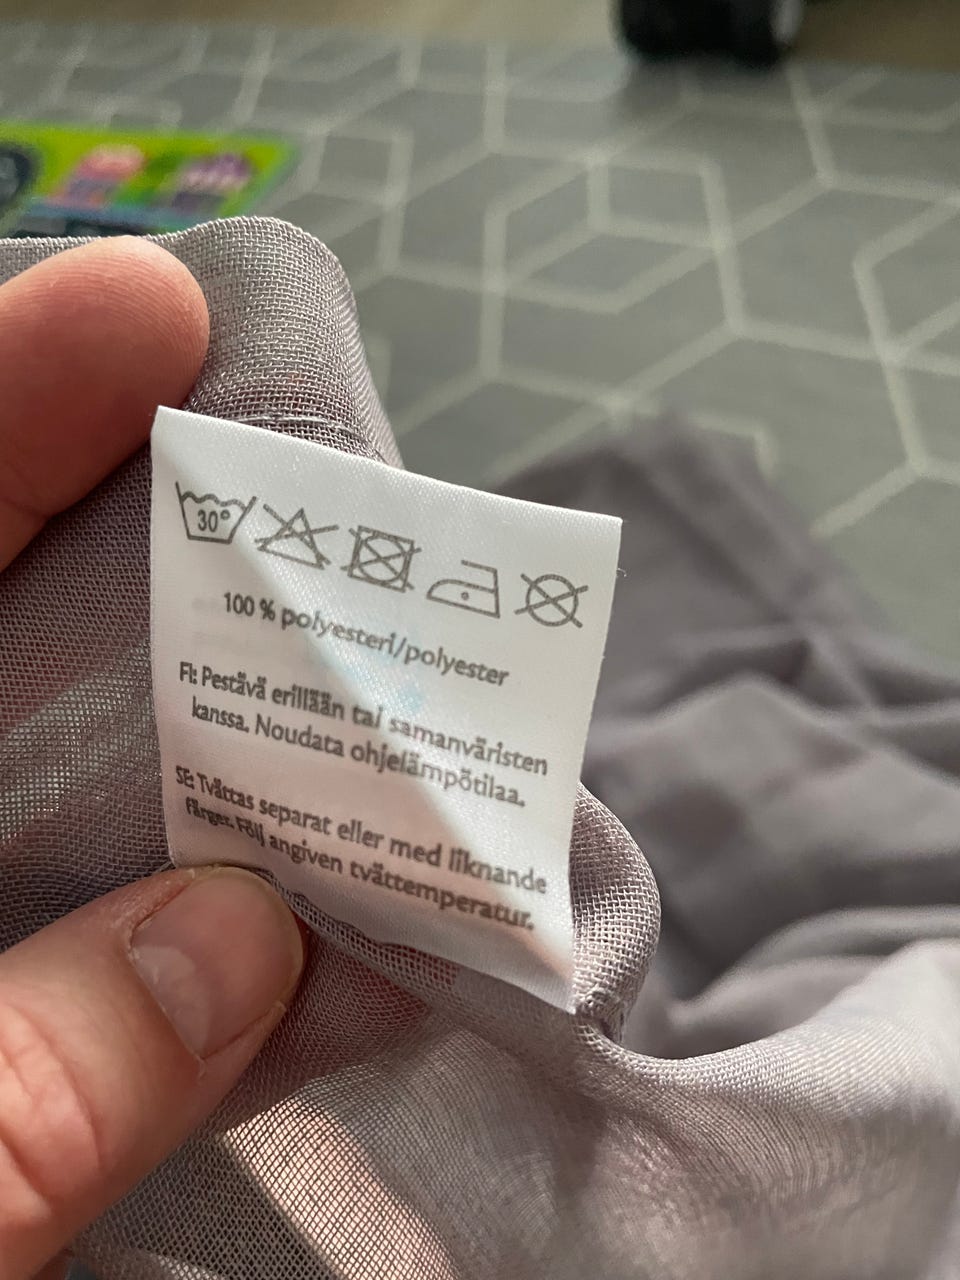 30°
100 % polyesteri/polyester
FI: Pestävä erillään tai samanväristen
kanssa. Noudata ohjelämpötilaa.
SE: Tvättas separat eller med liknande
färger. Följ angiven tvättemperatur.